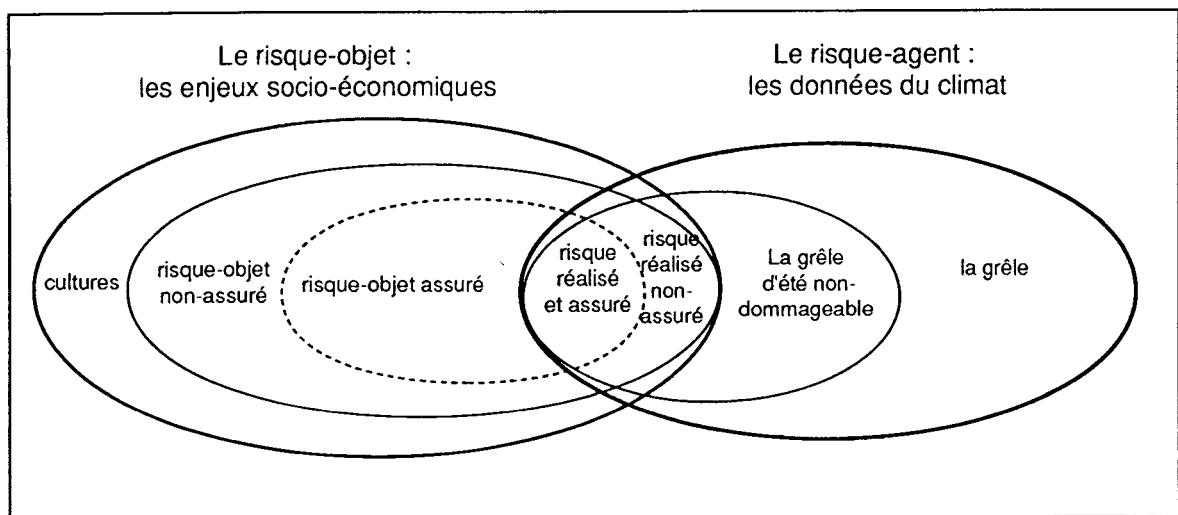 Le risque-objet :
les enjeux socio-économiques
Le risque-agent :
les données du climat
cultures
risque-objet
non-assuré
risque-objet assuré
risque
réalisé
et assuré
risque
réalisé
non-
assuré
La grêle
d'été non-
dommageable
la grêle